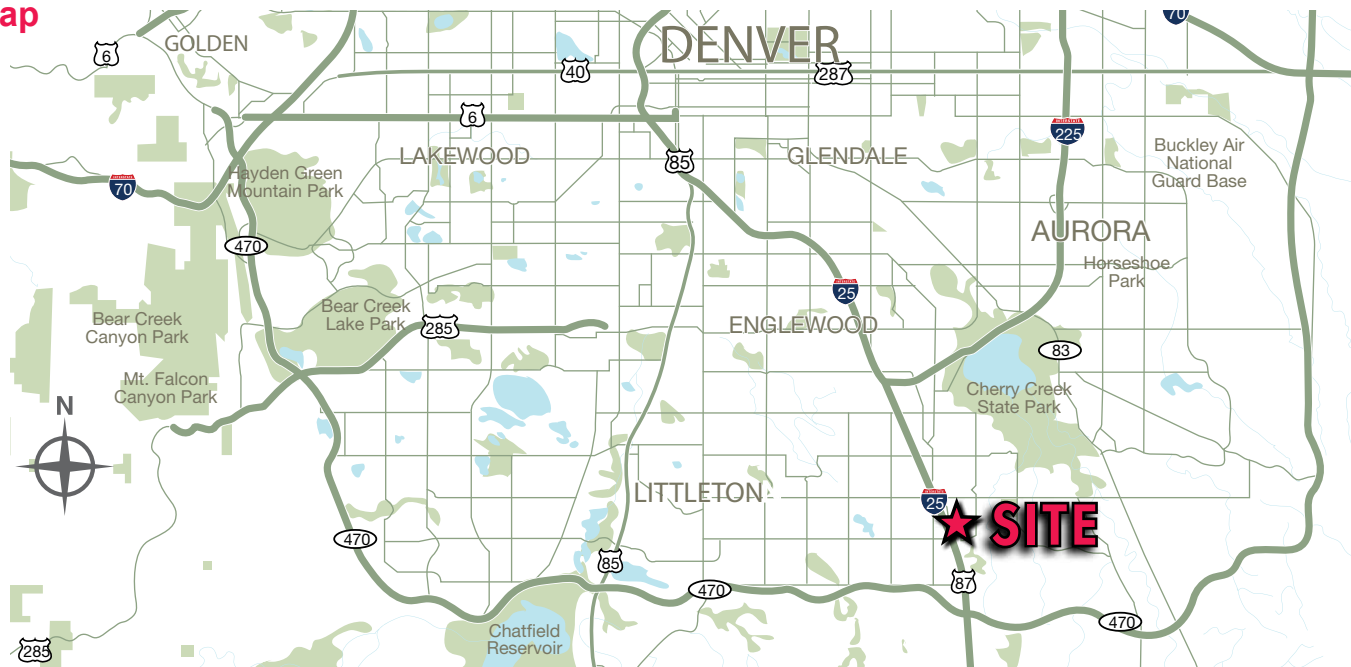 ap
70
6
GOLDEN
DENVER
40
287
6
225
LAKEWOOD
85
GLENDALE
Buckley Air
National
Guard Base
Hayden Green
Mountain Park
70
470
AURORA
Horseshoe
Park
25
Bear Creek
Lake Park
Bear Creek
Canyon Park
285
ENGLEWOOD
83
Mt. Falcon
Canyon Park
Cherry Creek
State Park
N
LITTLETON
25
SITE
470
85
87
470
470
Chatfield
Reservoir
285